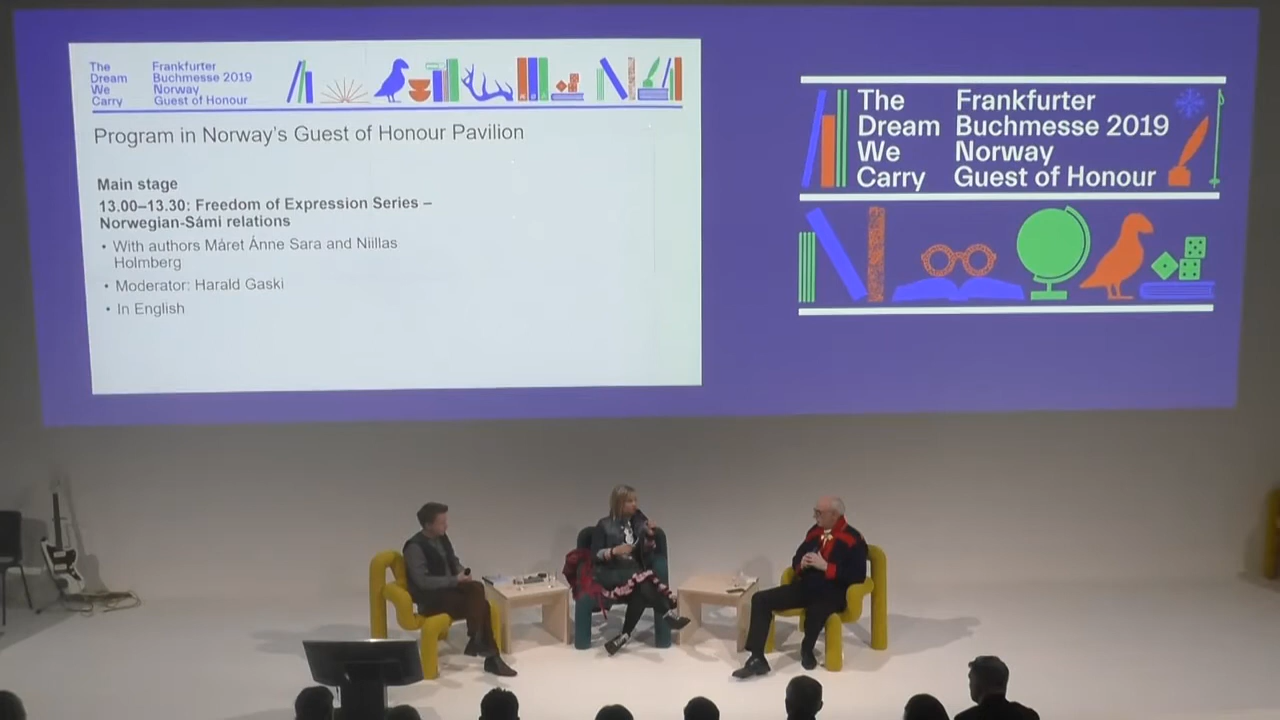 The Frankfurter
Dream Buchmesse 2019
We Norway
Carry Guest of Honour
Program in Norway's Guest of Honour Pavilion
Main stage
13.00–13.30: Freedom of Expression Series –
Norwegian-Sámi relations
• With authors Máret Ánne Sara and Niillas
Holmberg
• Moderator: Harald Gaski
• In English
The Frankfurter
Dream Buchmesse 2019
We Norway
Carry Guest of Honour